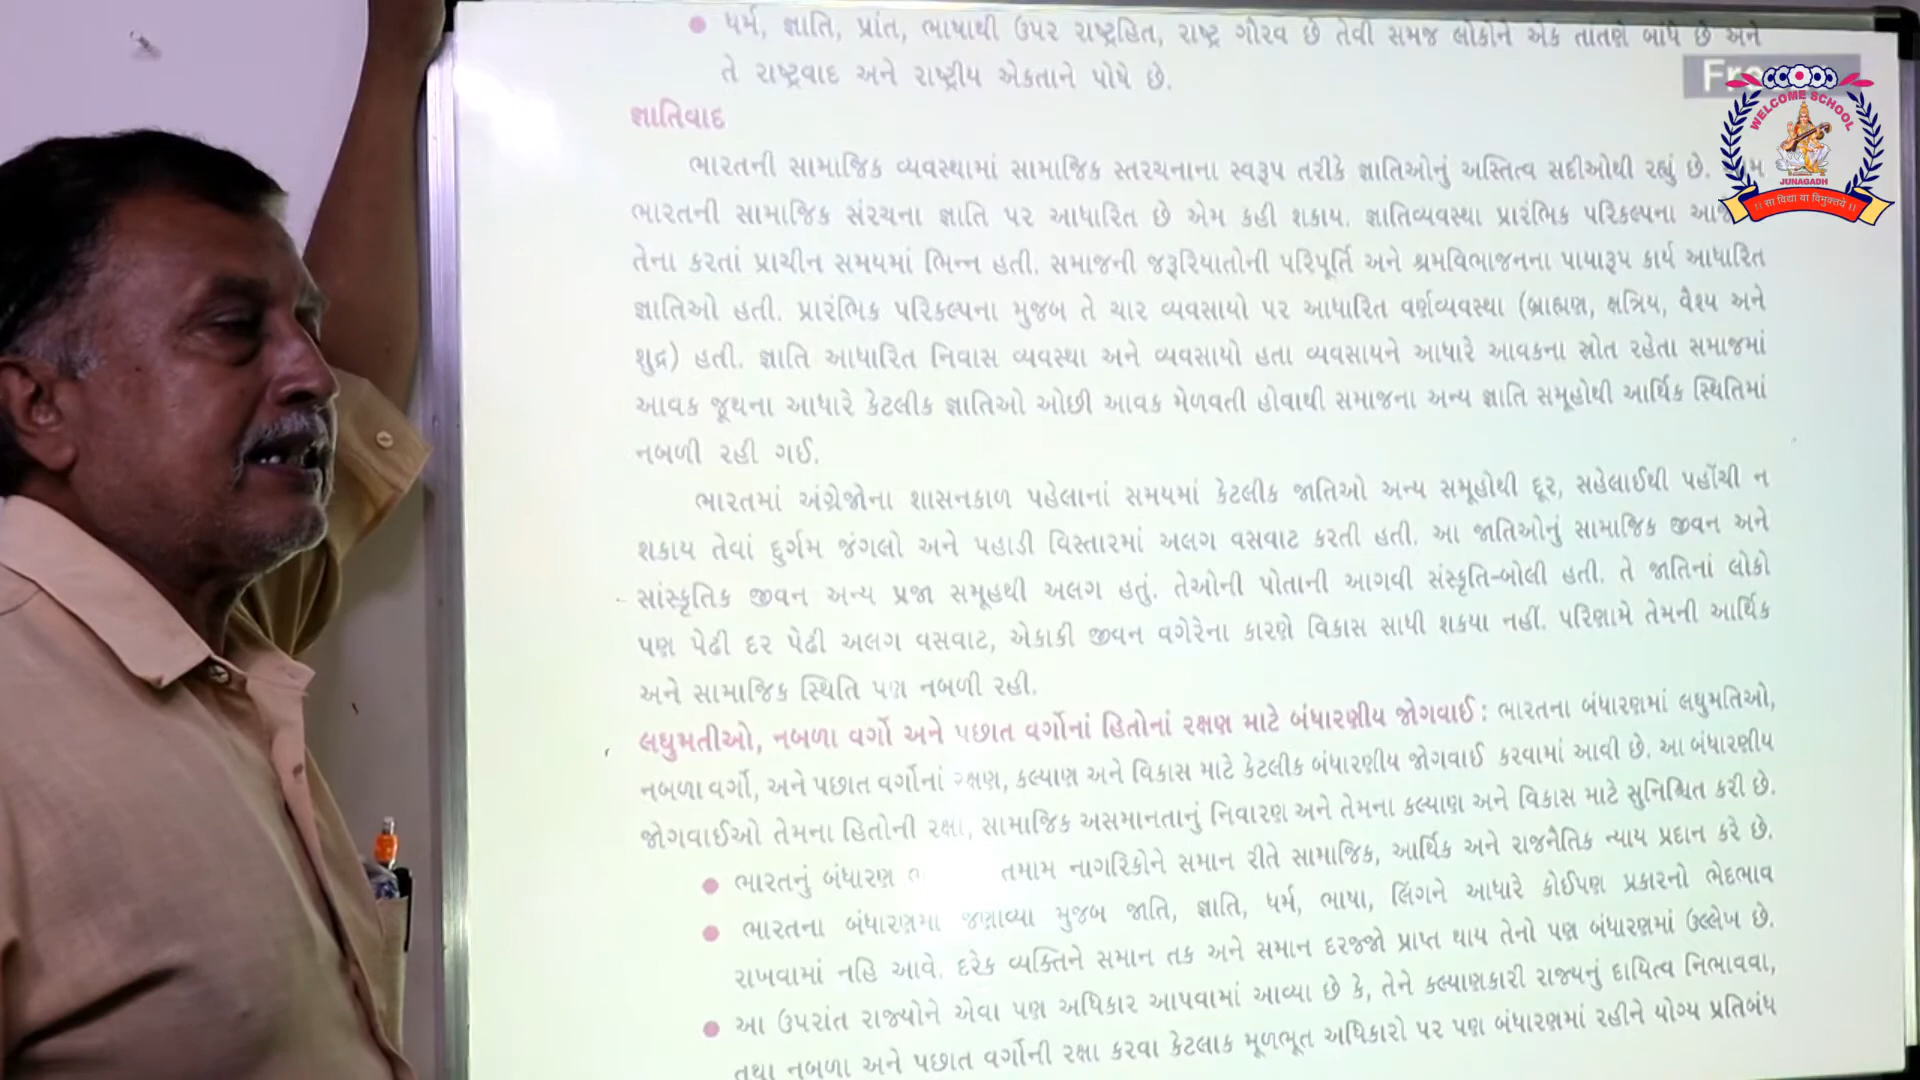 ધર્મ, જ્ઞાતિ, પ્રાંત, ભાષાથી ઉપર રાષ્ટ્રહિત, રાષ્ટ્ર ગૌરવ છે તેવી સમજ લોકોને એક તાંતણે બાંધે છે અને
તે રાષ્ટ્રવાદ અને રાષ્ટ્રીય એકતાને પોષે છે.
WELCOME SCHOOL
JUNAGADH
।। सा विद्या या विमुक्तये ।।
જ્ઞાતિવાદ
ભારતની સામાજિક વ્યવસ્થામાં સામાજિક સ્તરચનાના સ્વરૂપ તરીકે જ્ઞાતિઓનું અસ્તિત્વ સદીઓથી રહ્યું છે.
ભારતની સામાજિક સંરચના જ્ઞાતિ પર આધારિત છે એમ કહી શકાય. જ્ઞાતિવ્યવસ્થા પ્રારંભિક પરિકલ્પના
તેના કરતાં પ્રાચીન સમયમાં ભિન્ન હતી. સમાજની જરૂરિયાતોની પરિપૂર્તિ અને શ્રમવિભાજનના પાયારૂપ કાર્ય આધારિત
જ્ઞાતિઓ હતી. પ્રારંભિક પરિકલ્પના મુજબ તે ચાર વ્યવસાયો પર આધારિત વર્ણવ્યવસ્થા (બ્રાહ્મણ, ક્ષત્રિય, વૈશ્ય અને
શુદ્ર) હતી. જ્ઞાતિ આધારિત નિવાસ વ્યવસ્થા અને વ્યવસાયો હતા વ્યવસાયને આધારે આવકના સ્રોત રહેતા સમાજમાં
આવક જૂથના આધારે કેટલીક જ્ઞાતિઓ ઓછી આવક મેળવતી હોવાથી સમાજના અન્ય જ્ઞાતિ સમૂહોથી આર્થિક સ્થિતિમાં
નબળી રહી ગઈ.
ભારતમાં અંગ્રેજોના શાસનકાળ પહેલાનાં સમયમાં કેટલીક જાતિઓ અન્ય સમૂહોથી દૂર, સહેલાઈથી પહોંચી ન
શકાય તેવાં દુર્ગમ જંગલો અને પહાડી વિસ્તારમાં અલગ વસવાટ કરતી હતી. આ જાતિઓનું સામાજિક જીવન અને
સાંસ્કૃતિક જીવન અન્ય પ્રજા સમૂહથી અલગ હતું. તેઓની પોતાની આગવી સંસ્કૃતિ-બોલી હતી. તે જાતિનાં લોકો
પણ પેઢી દર પેઢી અલગ વસવાટ, એકાકી જીવન વગેરેના કારણે વિકાસ સાધી શકયા નહીં. પરિણામે તેમની આર્થિક
અને સામાજિક સ્થિતિ પણ નબળી રહી.
લઘુમતીઓ, નબળા વર્ગો અને પછાત વર્ગોનાં હિતોનાં રક્ષણ માટે બંધારણીય જોગવાઈ : ભારતના બંધારણમાં લઘુમતિઓ,
નબળા વર્ગો, અને પછાત વર્ગોનાં રક્ષણ, કલ્યાણ અને વિકાસ માટે કેટલીક બંધારણીય જોગવાઈ કરવામાં આવી છે. આ બંધારણીય
જોગવાઈઓ તેમના હિતોની રક્ષા, સામાજિક અસમાનતાનું નિવારણ અને તેમના કલ્યાણ અને વિકાસ માટે સુનિશ્ચિત કરી છે.
ભારતનું બંધારણ તમામ નાગરિકોને સમાન રીતે સામાજિક, આર્થિક અને રાજનૈતિક ન્યાય પ્રદાન કરે છે.
ભારતના બંધારણમા જણાવ્યા મુજબ જાતિ, જ્ઞાતિ, ધર્મ, ભાષા, લિંગને આધારે કોઈપણ પ્રકારનો ભેદભાવ
રાખવામાં નહિ આવે. દરેક વ્યક્તિને સમાન તક અને સમાન દરજ્જો પ્રાપ્ત થાય તેનો પણ બંધારણમાં ઉલ્લેખ છે.
આ ઉપરાંત રાજ્યોને એવા પણ અધિકાર આપવામાં આવ્યા છે કે, તેને કલ્યાણકારી રાજ્યનું દાયિત્વ નિભાવવા,
તથા નબળા અને પછાત વર્ગોની રક્ષા કરવા કેટલાક મૂળભૂત અધિકારો પર પણ બંધારણમાં રહીને યોગ્ય પ્રતિબંધ